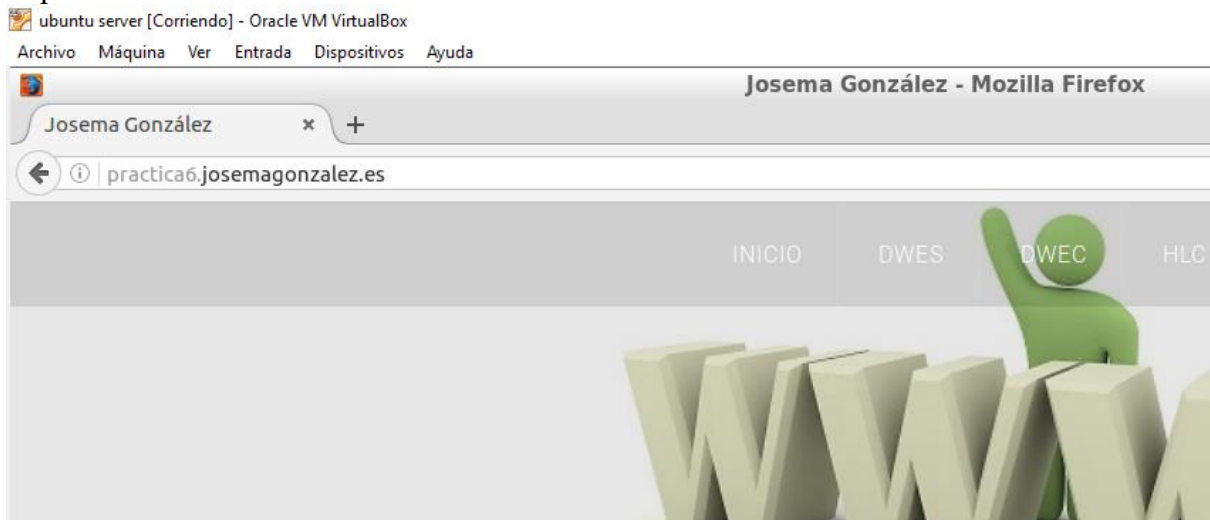 ubuntu server [Corriendo] - Oracle VM VirtualBox
Archivo Máquina Ver Entrada Dispositivos Ayuda
Josema González - Mozilla Firefox
Josema González × +
practica6.josemagonzalez.es
INICIO DWES DWEC HLC
WWW